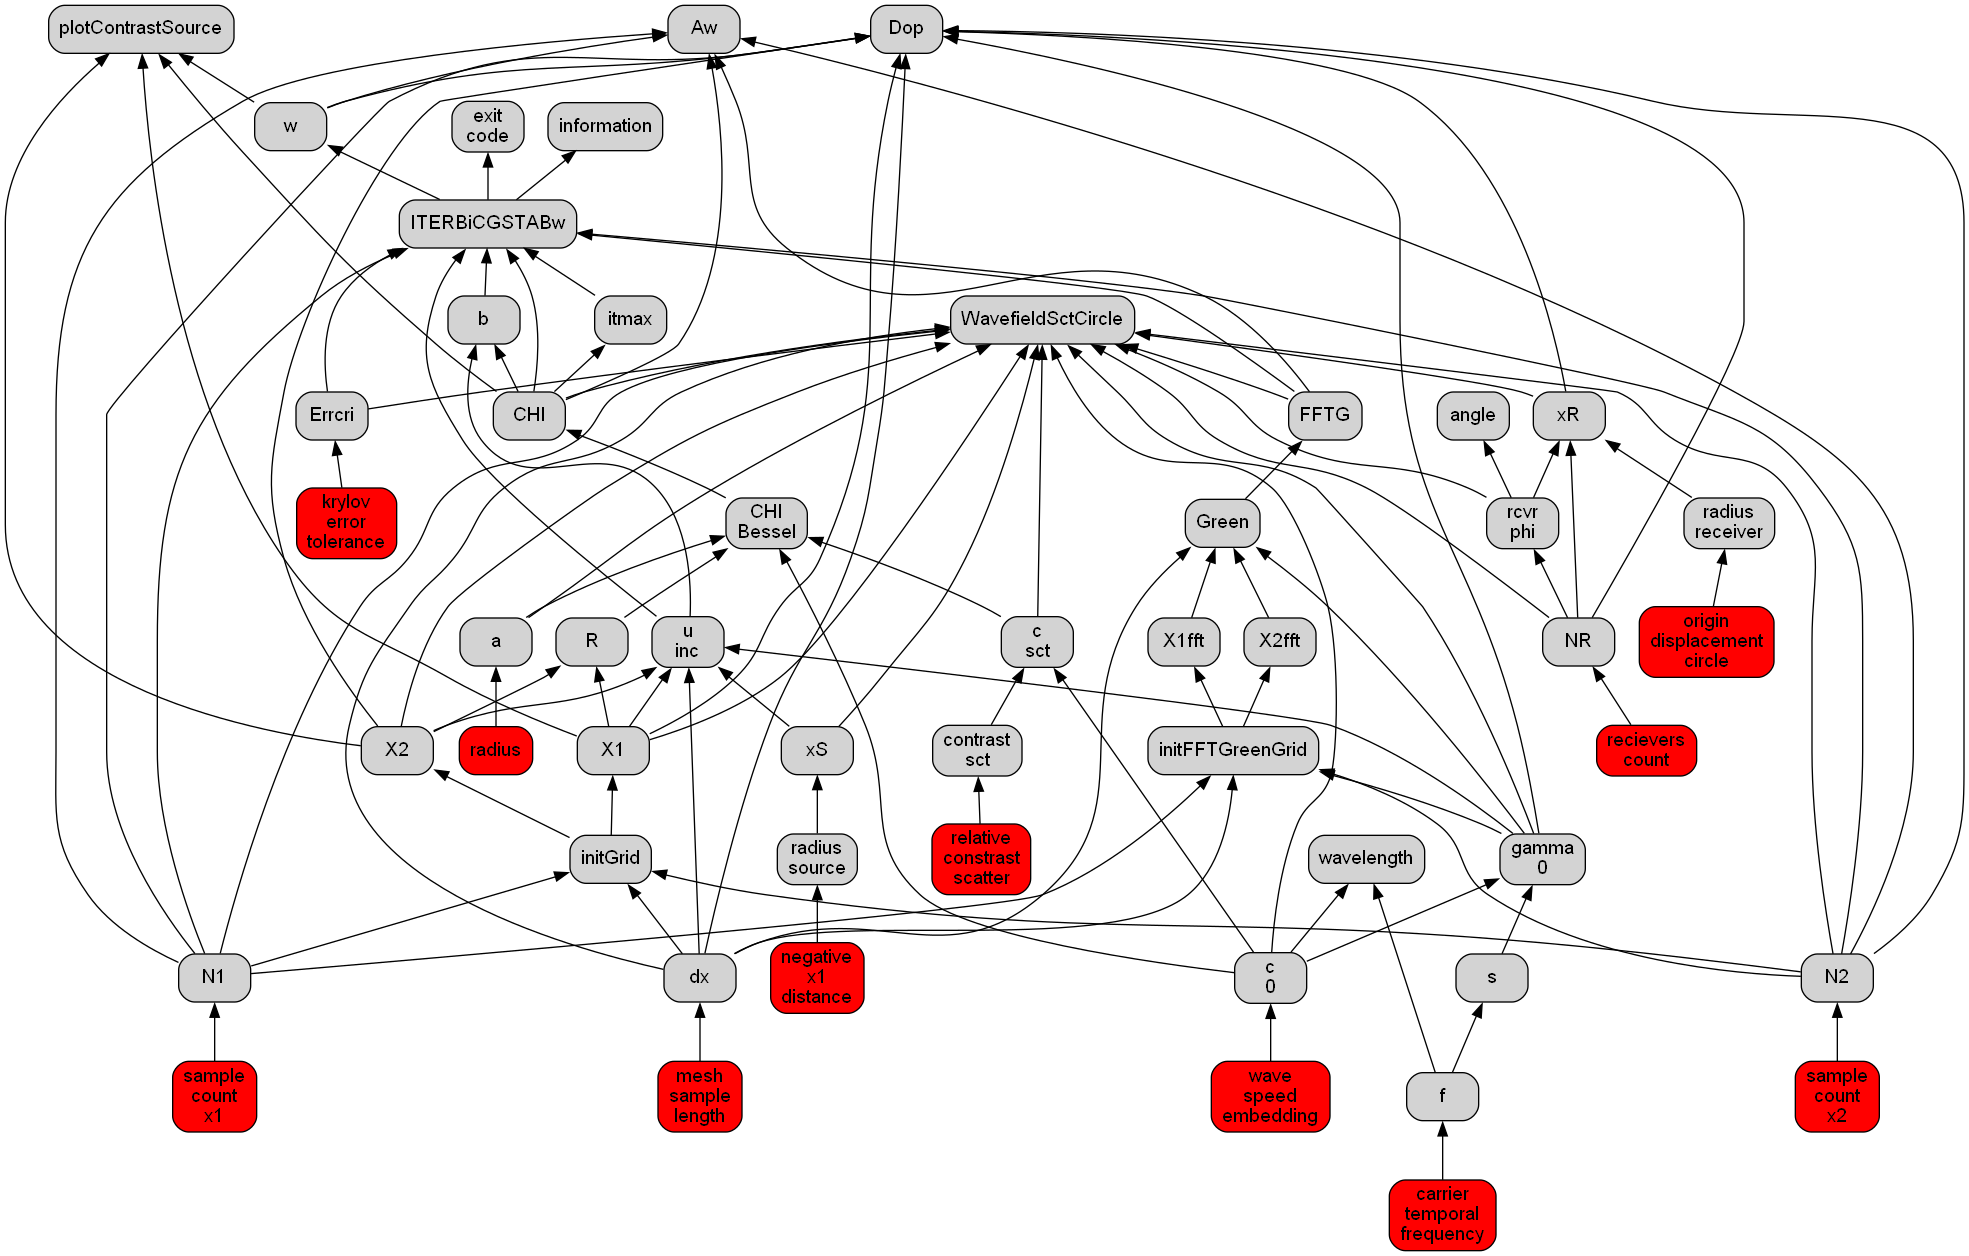 plotContrastSource
Aw
Dop
w
exit
code
information
ITERBiCGSTABw
b
itmax
WavefieldSctCircle
Errcri
CHI
FFTG
angle
xR
krylov
error
tolerance
CHI
Bessel
Green
rcvr
phi
radius
receiver
a
R
u
inc
c
sct
X1fft
X2fft
NR
origin
displacement
circle
X2
radius
X1
xS
contrast
sct
initFFTGreenGrid
recievers
count
initGrid
radius
source
relative
constrast
scatter
wavelength
gamma
0
N1
dx
negative
x1
distance
c
0
s
N2
sample
count
x1
mesh
sample
length
wave
speed
embedding
f
sample
count
x2
carrier
temporal
frequency